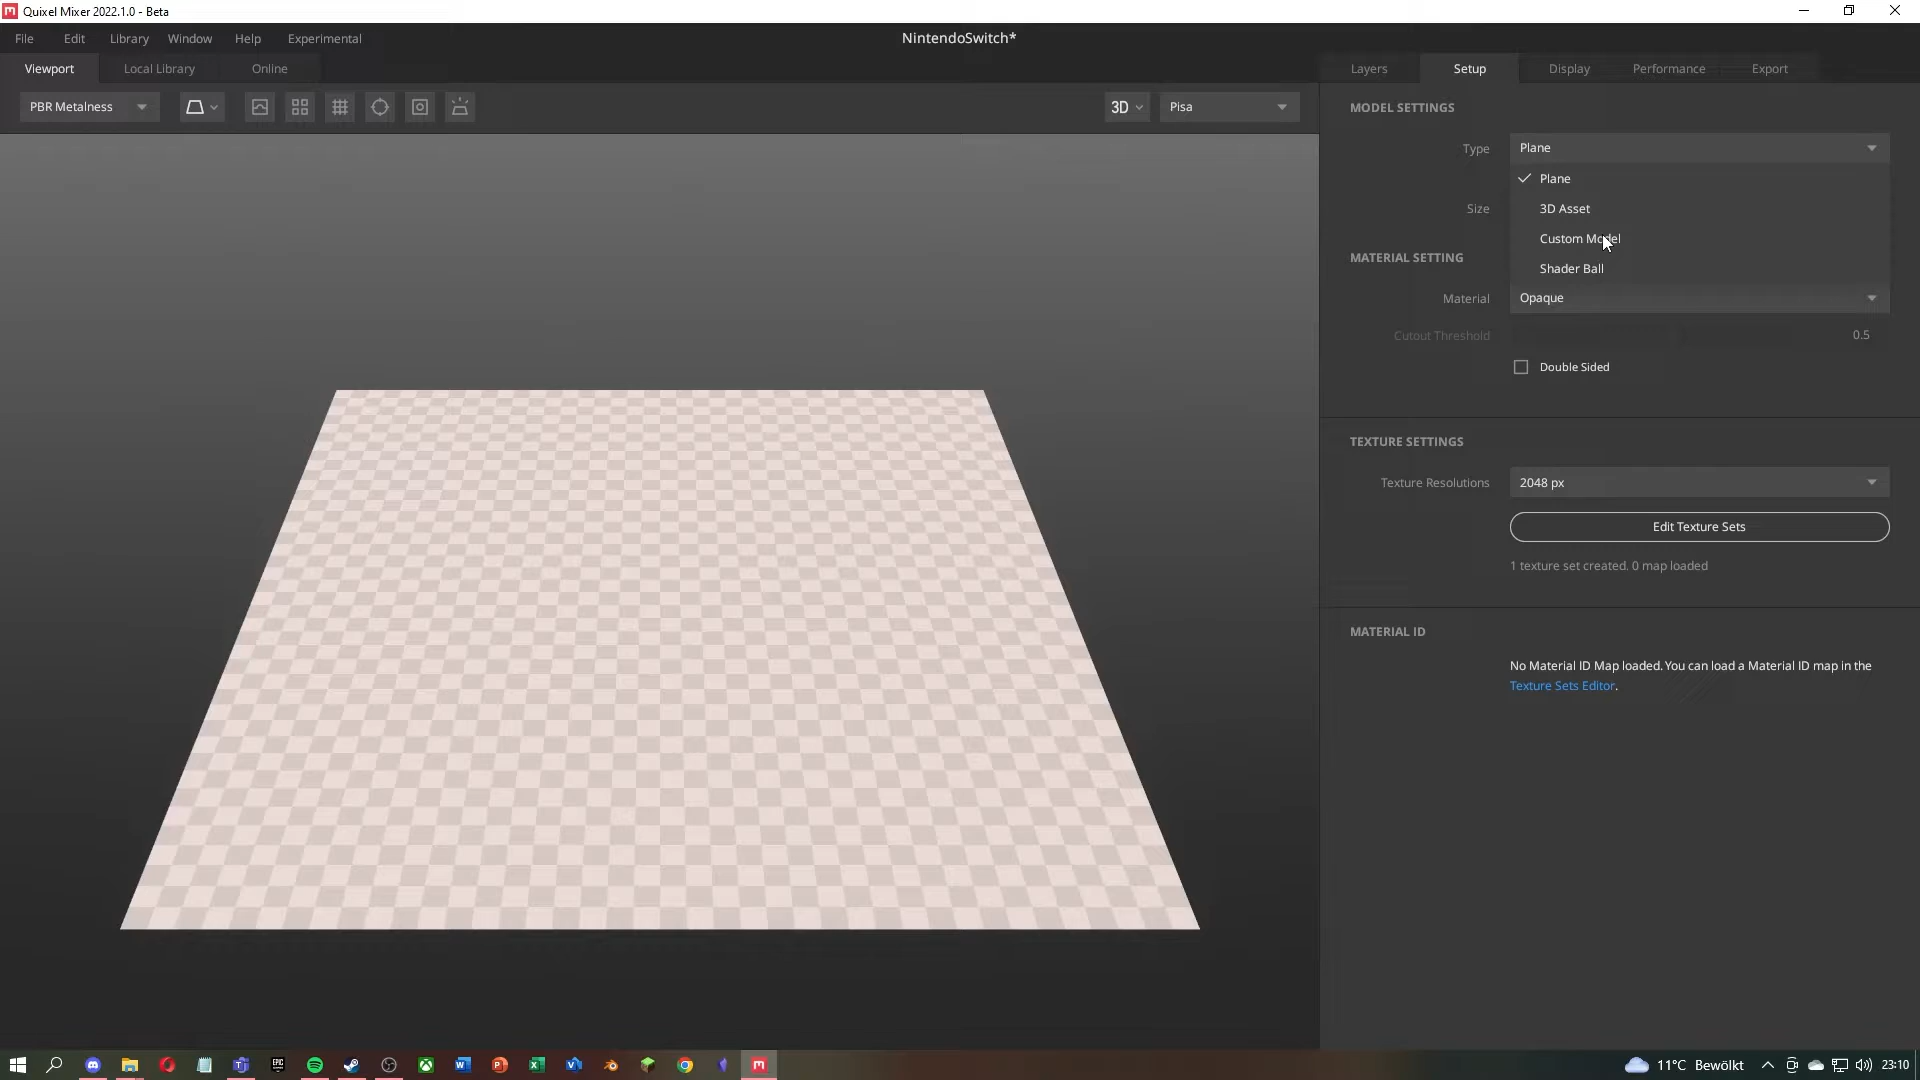 Quixel Mixer 2022.1.0 - Beta
File Edit Library Window Help Experimental
NintendoSwitch*
Viewport Local Library Online
Layers Setup Display Performance Export
PBR Metalness
3D Pisa
MODEL SETTINGS
Type Plane
Plane
Size 3D Asset
Custom Model
MATERIAL SETTING
Shader Ball
Material Opaque
Cutout Threshold 0.5
Double Sided
TEXTURE SETTINGS
Texture Resolutions 2048 px
Edit Texture Sets
1 texture set created. 0 map loaded
MATERIAL ID
No Material ID Map loaded. You can load a Material ID map in the
Texture Sets Editor.
11°C Bewölkt 23:10